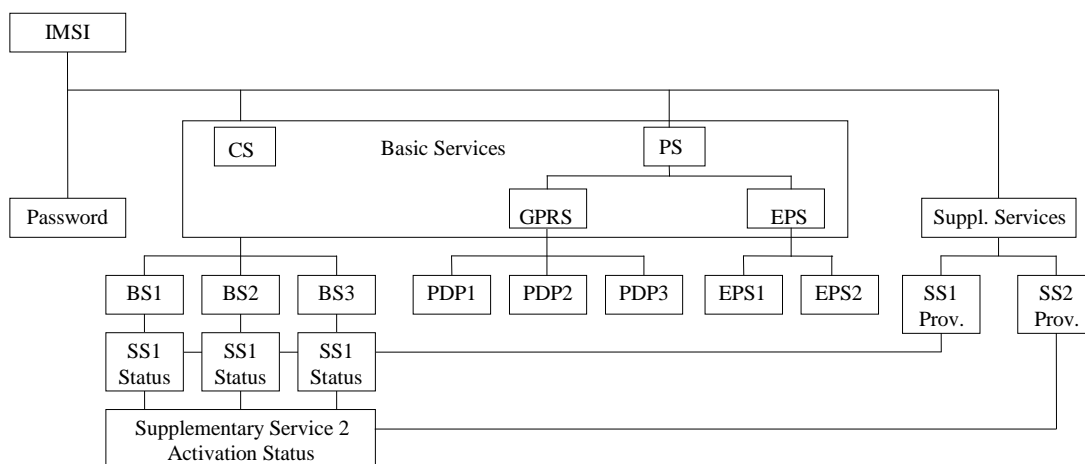 IMSI
CS
Basic Services
PS
Password
GPRS
EPS
Suppl. Services
BS1
BS2
BS3
PDP1
PDP2
PDP3
EPS1
EPS2
SS1
Prov.
SS2
Prov.
SS1
Status
SS1
Status
SS1
Status
Supplementary Service 2
Activation Status